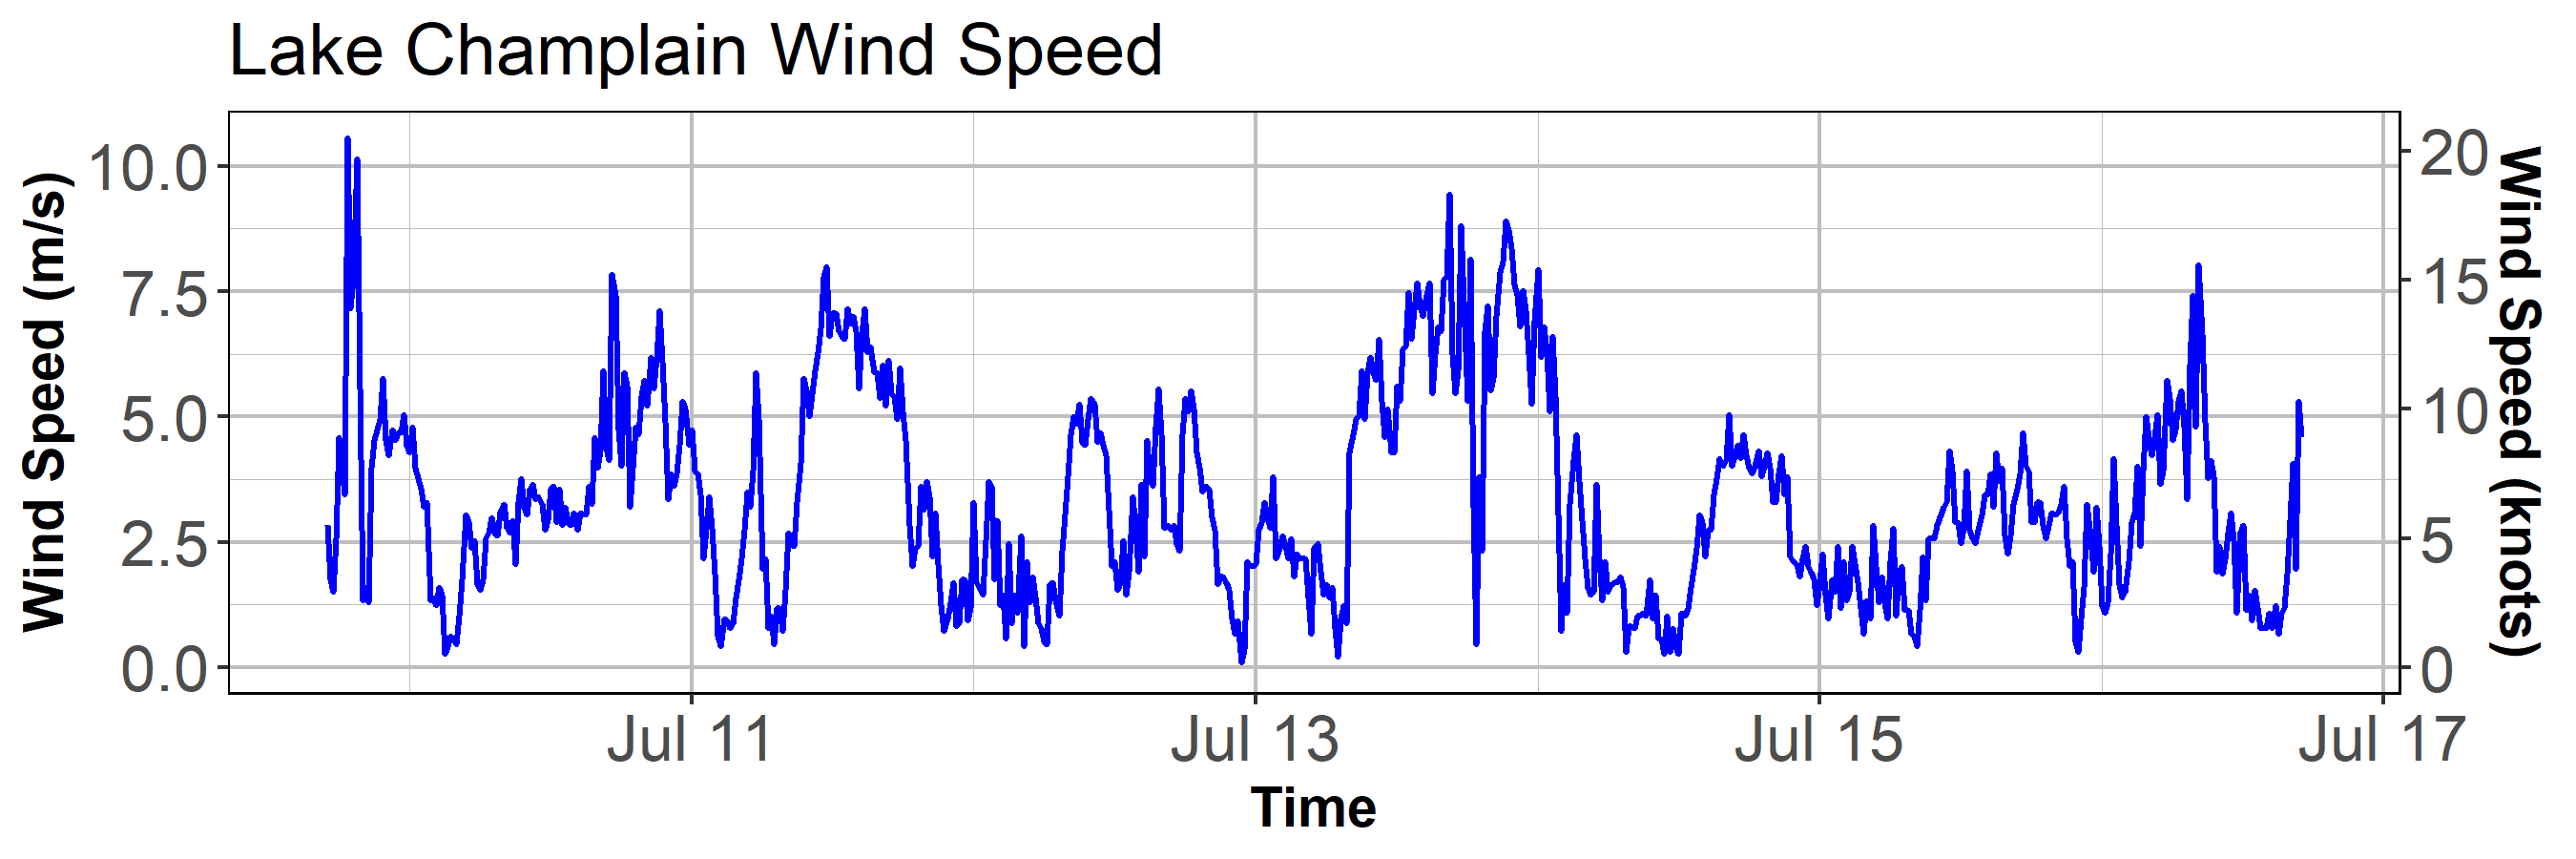 Lake Champlain Wind Speed
Wind Speed (m/s)
10.0
7.5
5.0
2.5
0.0
20
15
10
5
0
Wind Speed (knots)
Jul 11 Jul 13 Jul 15 Jul 17
Time